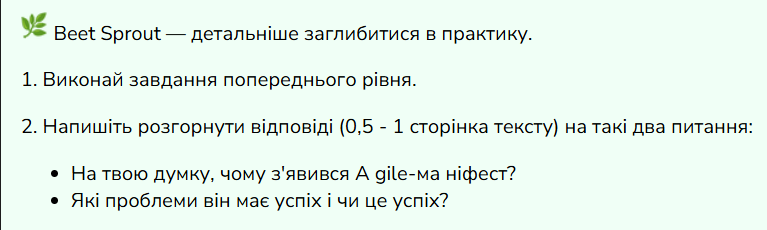 Beet Sprout — детальніше заглибитися в практику.
1. Виконай завдання попереднього рівня.
2. Напишіть розгорнути відповіді (0,5 - 1 сторінка тексту) на такі два питання:
• На твою думку, чому з'явився A gile-ма ніфест?
• Які проблеми він має успіх і чи це успіх?